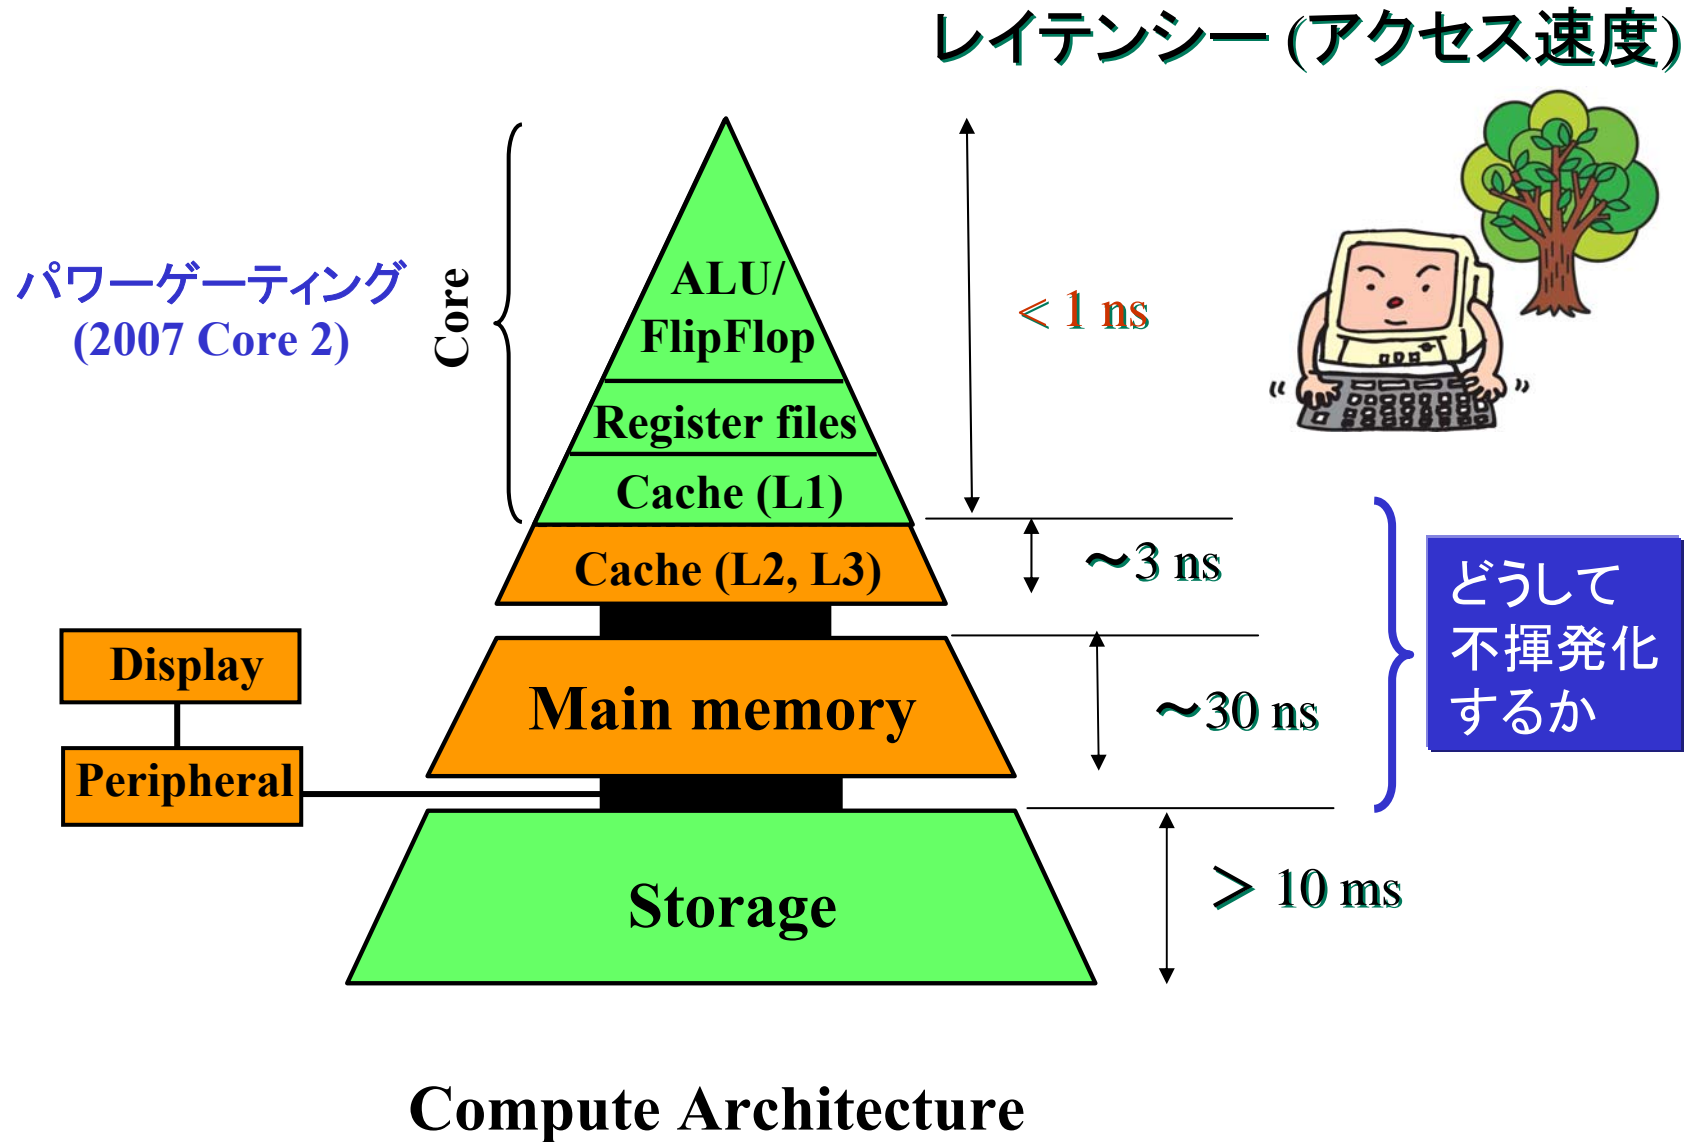 レイテンシー (アクセス速度)
パワーゲーティング
(2007 Core 2)
Core
ALU/
FlipFlop
Register files
Cache (L1)
Cache (L2, L3)
Main memory
Storage
Display
Peripheral
< 1 ns
～3 ns
～30 ns
＞ 10 ms
どうして
不揮発化
するか
Compute Architecture